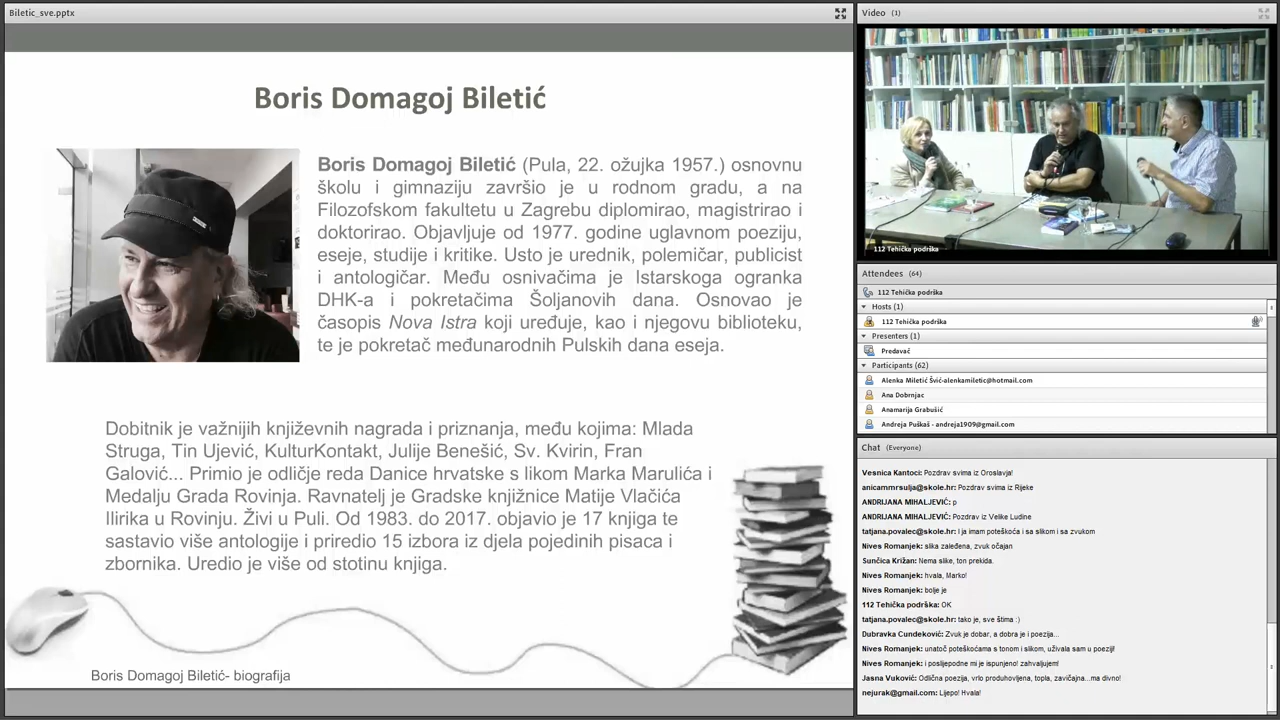 Biletic_sve.pptx
Boris Domagoj Biletić
Boris Domagoj Biletić (Pula, 22. ožujka 1957.) osnovnu
školu i gimnaziju završio je u rodnom gradu, a na
Filozofskom fakultetu u Zagrebu diplomirao, magistrirao i
doktorirao. Objavljuje od 1977. godine uglavnom poeziju,
eseje, studije i kritike. Usto je urednik, polemičar, publicist
i antologičar. Među osnivačima je Istarskoga ogranka
DHK-a i pokretačima Šoljanovih dana. Osnovao je
časopis Nova Istra koji uređuje, kao i njegovu biblioteku,
te je pokretač međunarodnih Pulskih dana eseja.
Dobitnik je važnijih književnih nagrada i priznanja, među kojima: Mlada
Struga, Tin Ujević, KulturKontakt, Julije Benešić, Sv. Kvirin, Fran
Galović... Primio je odličje reda Danice hrvatske s likom Marka Marulića i
Medalju Grada Rovinja. Ravnatelj je Gradske knjižnice Matije Vlačića
Ilirika u Rovinju. Živi u Puli. Od 1983. do 2017. objavio je 17 knjiga te
sastavio više antologije i priredio 15 izbora iz djela pojedinih pisaca i
zbornika. Uredio je više od stotinu knjiga.
Boris Domagoj Biletić- biografija
Video (1)
112 Tehička podrška
Attendees (64)
112 Tehička podrška
Hosts (1)
112 Tehička podrška
Presenters (1)
Predavač
Participants (62)
Alenka Miletić Švić-alenkamiletic@hotmail.com
Ana Dobrnjac
Anamarija Grabušić
Andreja Puškaš - andreja1909@gmail.com
Chat (Everyone)
Vesnica Kantoci: Pozdrav svima iz Oroslavja!
anicammrsulja@skole.hr: Pozdrav svima iz Rijeke
ANDRIJANA MIHALJEVIĆ: p
ANDRIJANA MIHALJEVIĆ: Pozdrav iz Velike Ludine
tatjana.povalec@skole.hr: I ja imam poteškoća i sa slikom i sa zvukom
Nives Romanjek: slika zaleđena, zvuk očajan
Sunčica Križan: Nema slike, ton prekida.
Nives Romanjek: hvala, Marko!
Nives Romanjek: bolje je
112 Tehička podrška: OK
tatjana.povalec@skole.hr: tako je, sve štima :)
Dubravka Cundeković: Zvuk je dobar, a dobra je i poezija...
Nives Romanjek: unatoč poteškoćama s tonom i slikom, uživala sam u poeziji!
Nives Romanjek: i poslijepodne mi je ispunjeno! zahvaljujem!
Jasna Vuković: Odlična poezija, vrlo produhovljena, topla, zavičajna...ma divno!
nejurak@gmail.com: Lijepo! Hvala!